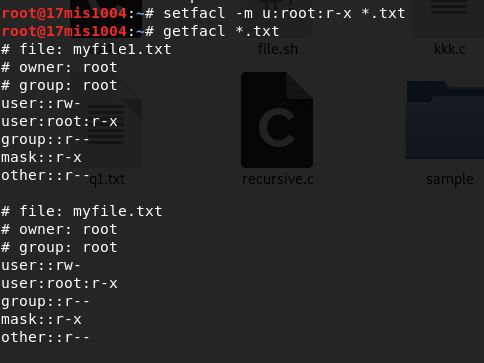 root@17mis1004:~# setfacl -m u:root:r-x *.txt
root@17mis1004:~# getfacl *.txt
# file: myfile1.txt
# owner: root
# group: root
user::rw-
user:root:r-x
group::r--
mask::r-x
other::r--
# file: myfile.txt
# owner: root
# group: root
user::rw-
user:root:r-x
group::r--
mask::r-x
other::r--
file.sh
kkk.c
q1.txt
recursive.c
sample